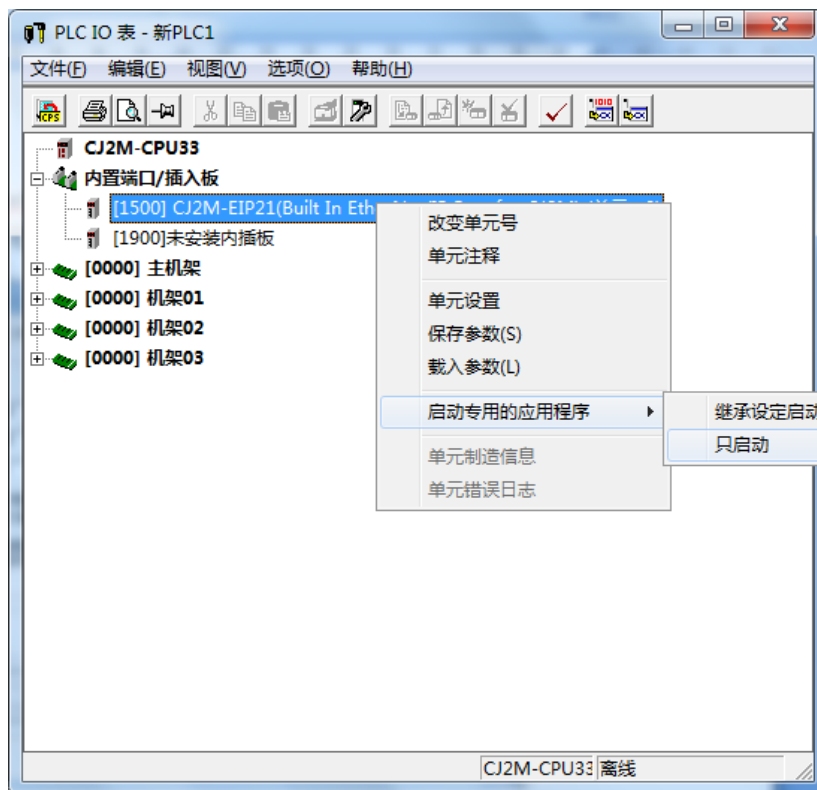 PLC IO 表 - 新PLC1
文件(F) 编辑(E) 视图(V) 选项(O) 帮助(H)
CPS
1010
CJ2M-CPU33
内置端口/插入板
[1500] CJ2M-EIP21(Built In Eth
[1900]未安装内插板
[0000] 主机架
[0000] 机架01
[0000] 机架02
[0000] 机架03
改变单元号
单元注释
单元设置
保存参数(S)
载入参数(L)
启动专用的应用程序
继承设定启动
只启动
单元制造信息
单元错误日志
CJ2M-CPU33 离线